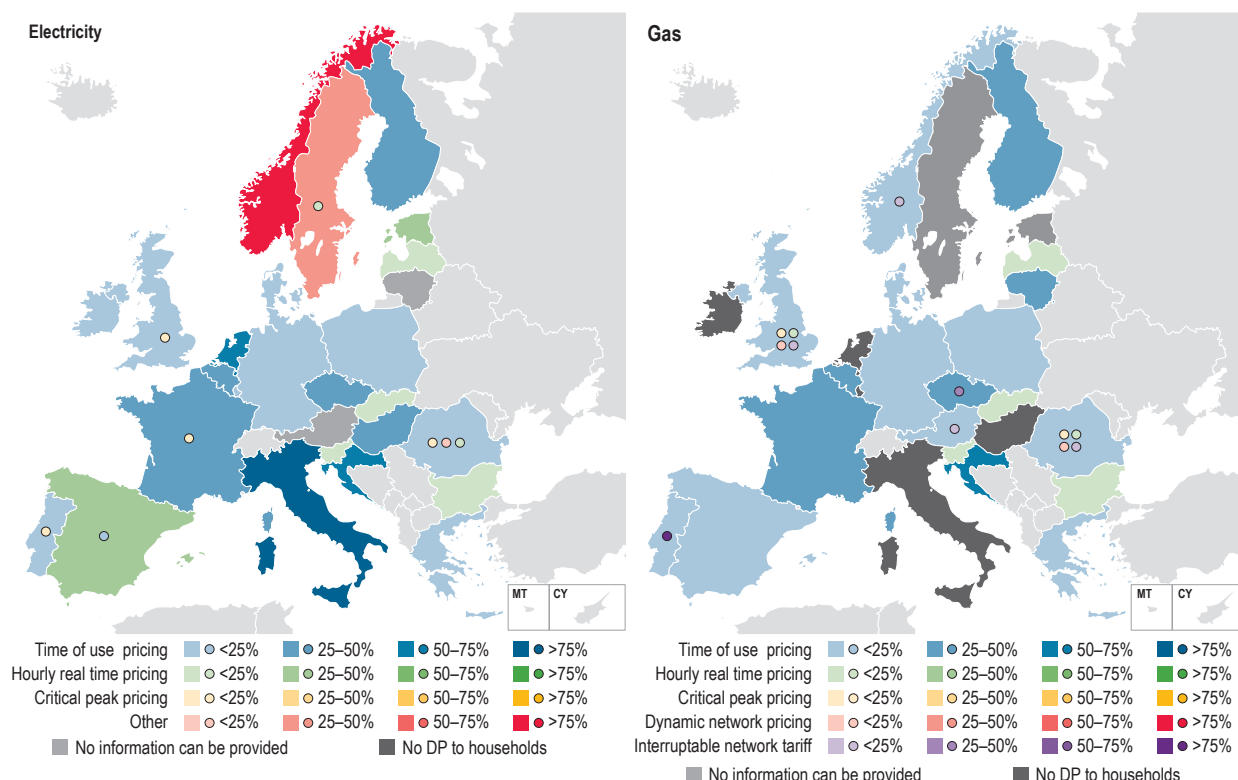 Electricity
Gas
MT
CY
MT
CY
Time of use pricing <25% 25–50% 50–75% >75%
Hourly real time pricing <25% 25–50% 50–75% >75%
Critical peak pricing <25% 25–50% 50–75% >75%
Other <25% 25–50% 50–75% >75%
No information can be provided No DP to households
Time of use pricing <25% 25–50% 50–75% >75%
Hourly real time pricing <25% 25–50% 50–75% >75%
Critical peak pricing <25% 25–50% 50–75% >75%
Dynamic network pricing <25% 25–50% 50–75% >75%
Interruptable network tariff <25% 25–50% 50–75% >75%
No information can be provided No DP to households